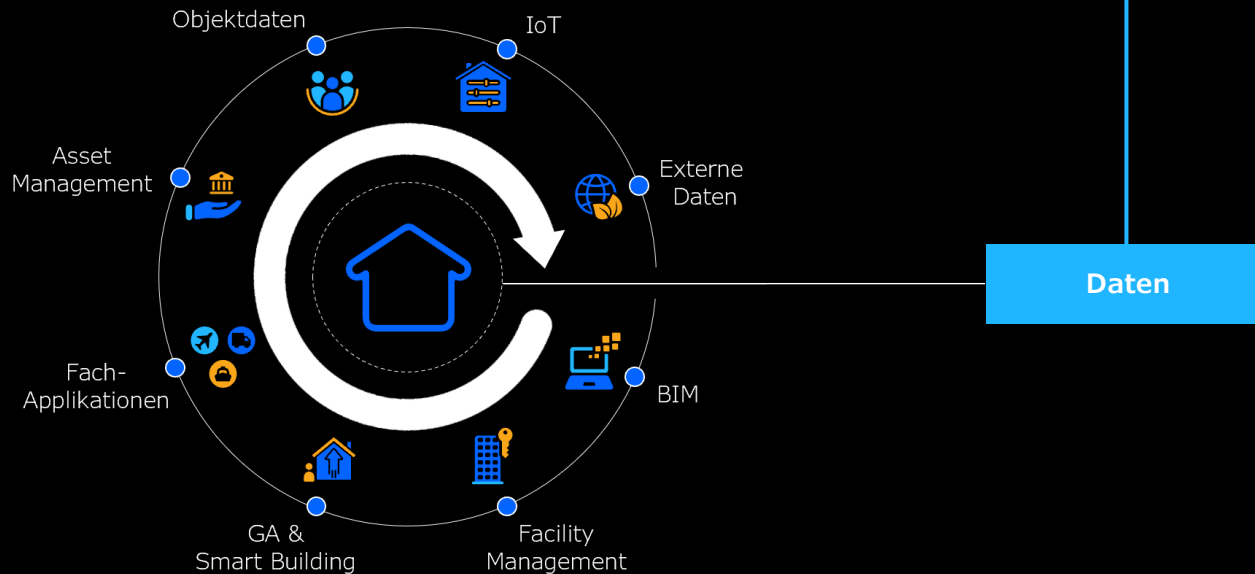 Objektdaten
IoT
Asset
Management
Externe
Daten
Daten
Fach-
Applikationen
BIM
GA &
Smart Building
Facility
Management